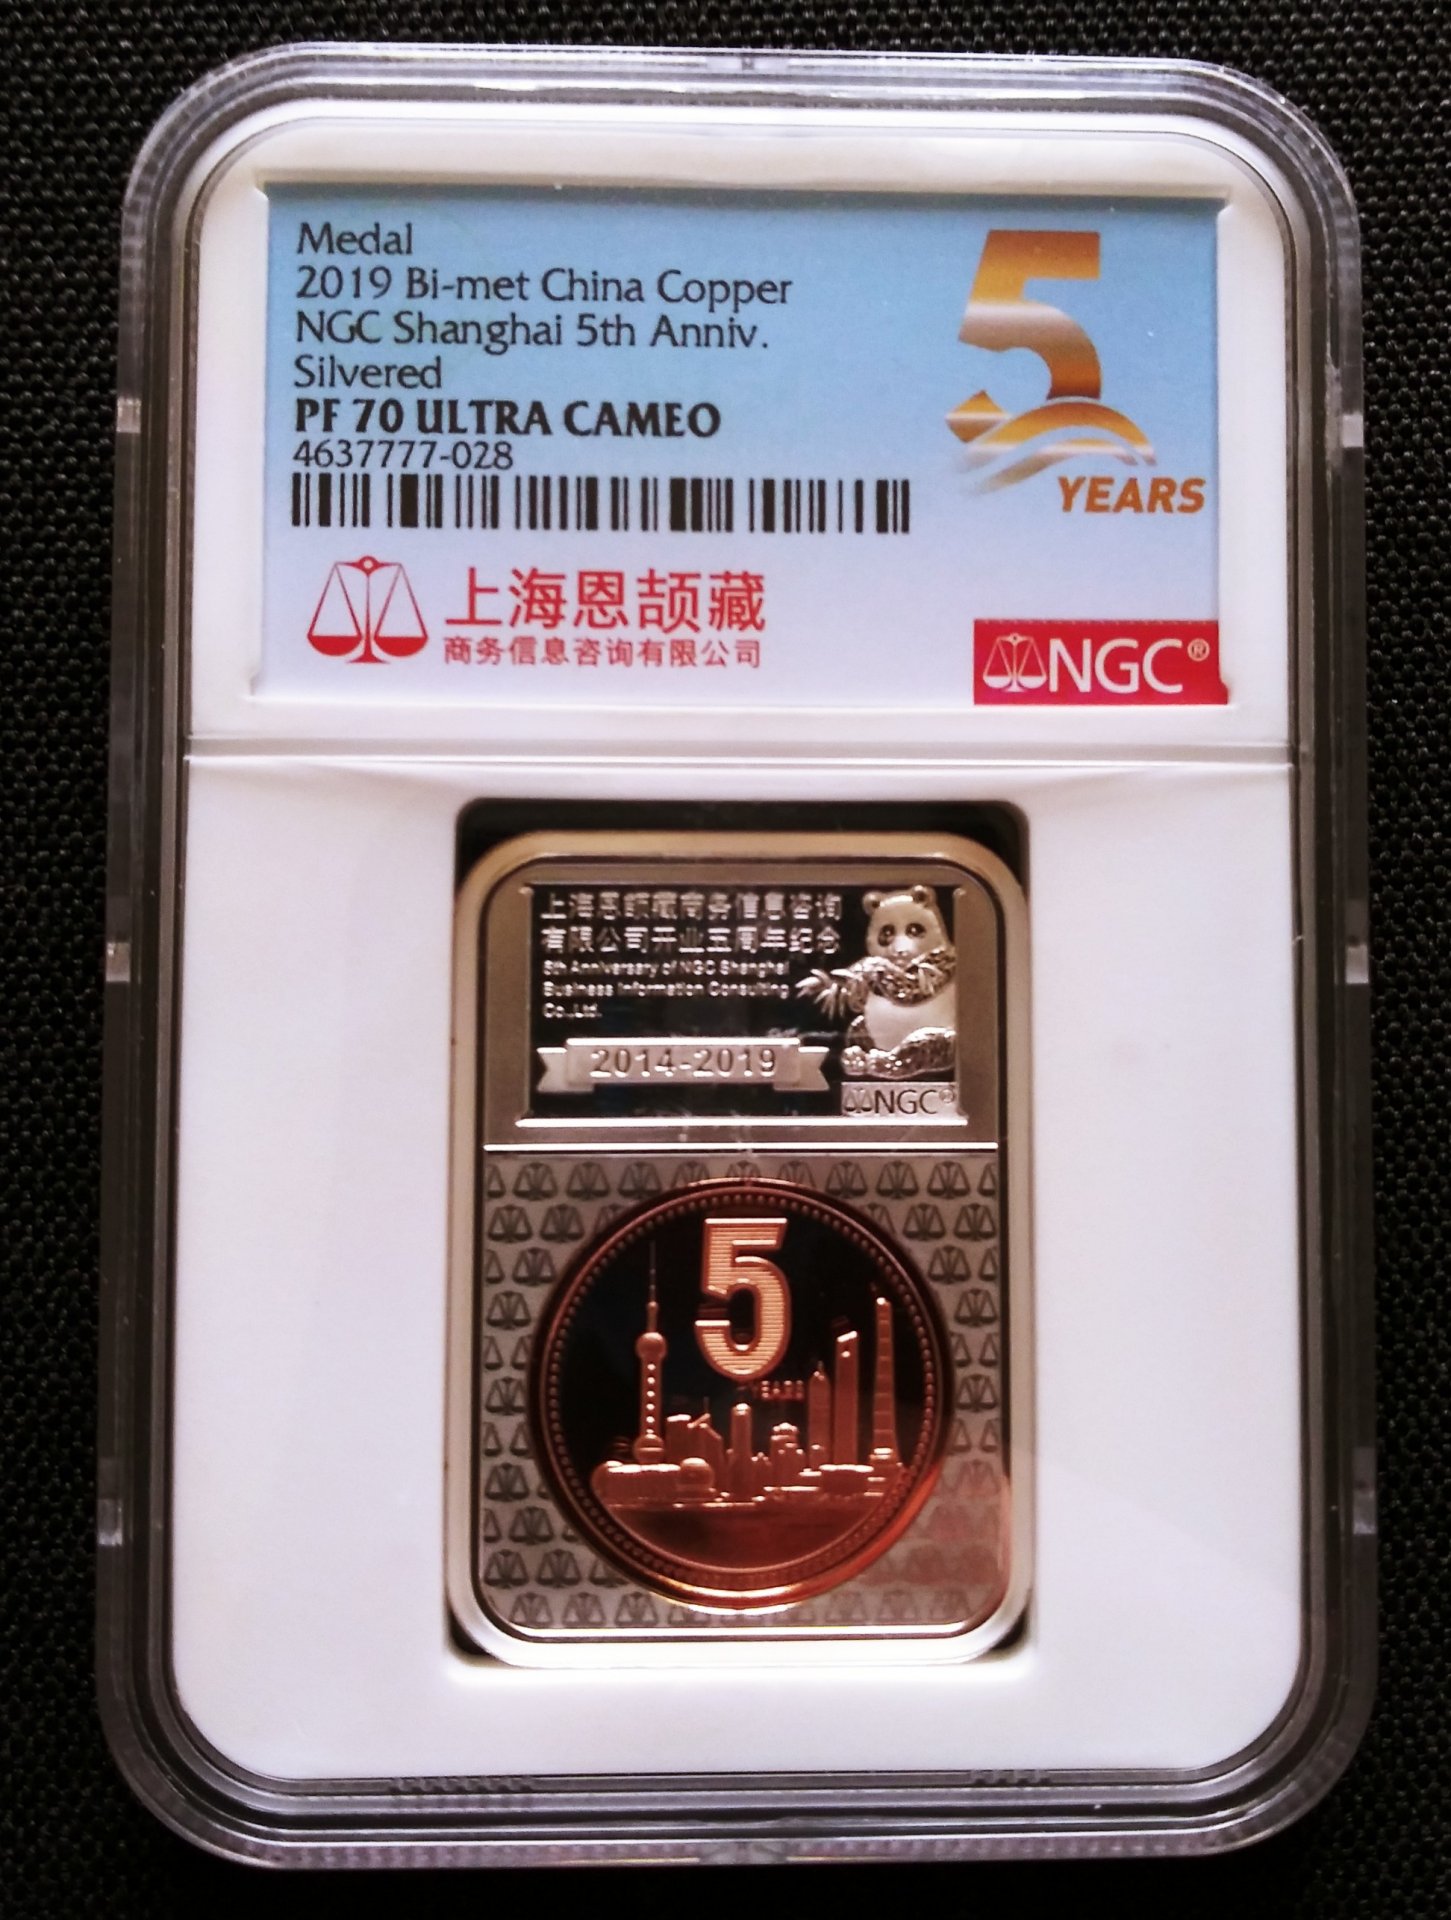 Medal
2019 Bi-met China Copper
NGC Shanghai 5th Anniv.
Silvered
PF 70 ULTRA CAMEO
4637777-028
5
YEARS
上海恩颉藏
商务信息咨询有限公司
NGC®
上海恩颉藏商务信息咨询
有限公司开业五周年纪念
5th Anniversary of NGC Shanghai
Business Information Consulting
Co.,Ltd.
2014-2019
NGC®
5
YEARS